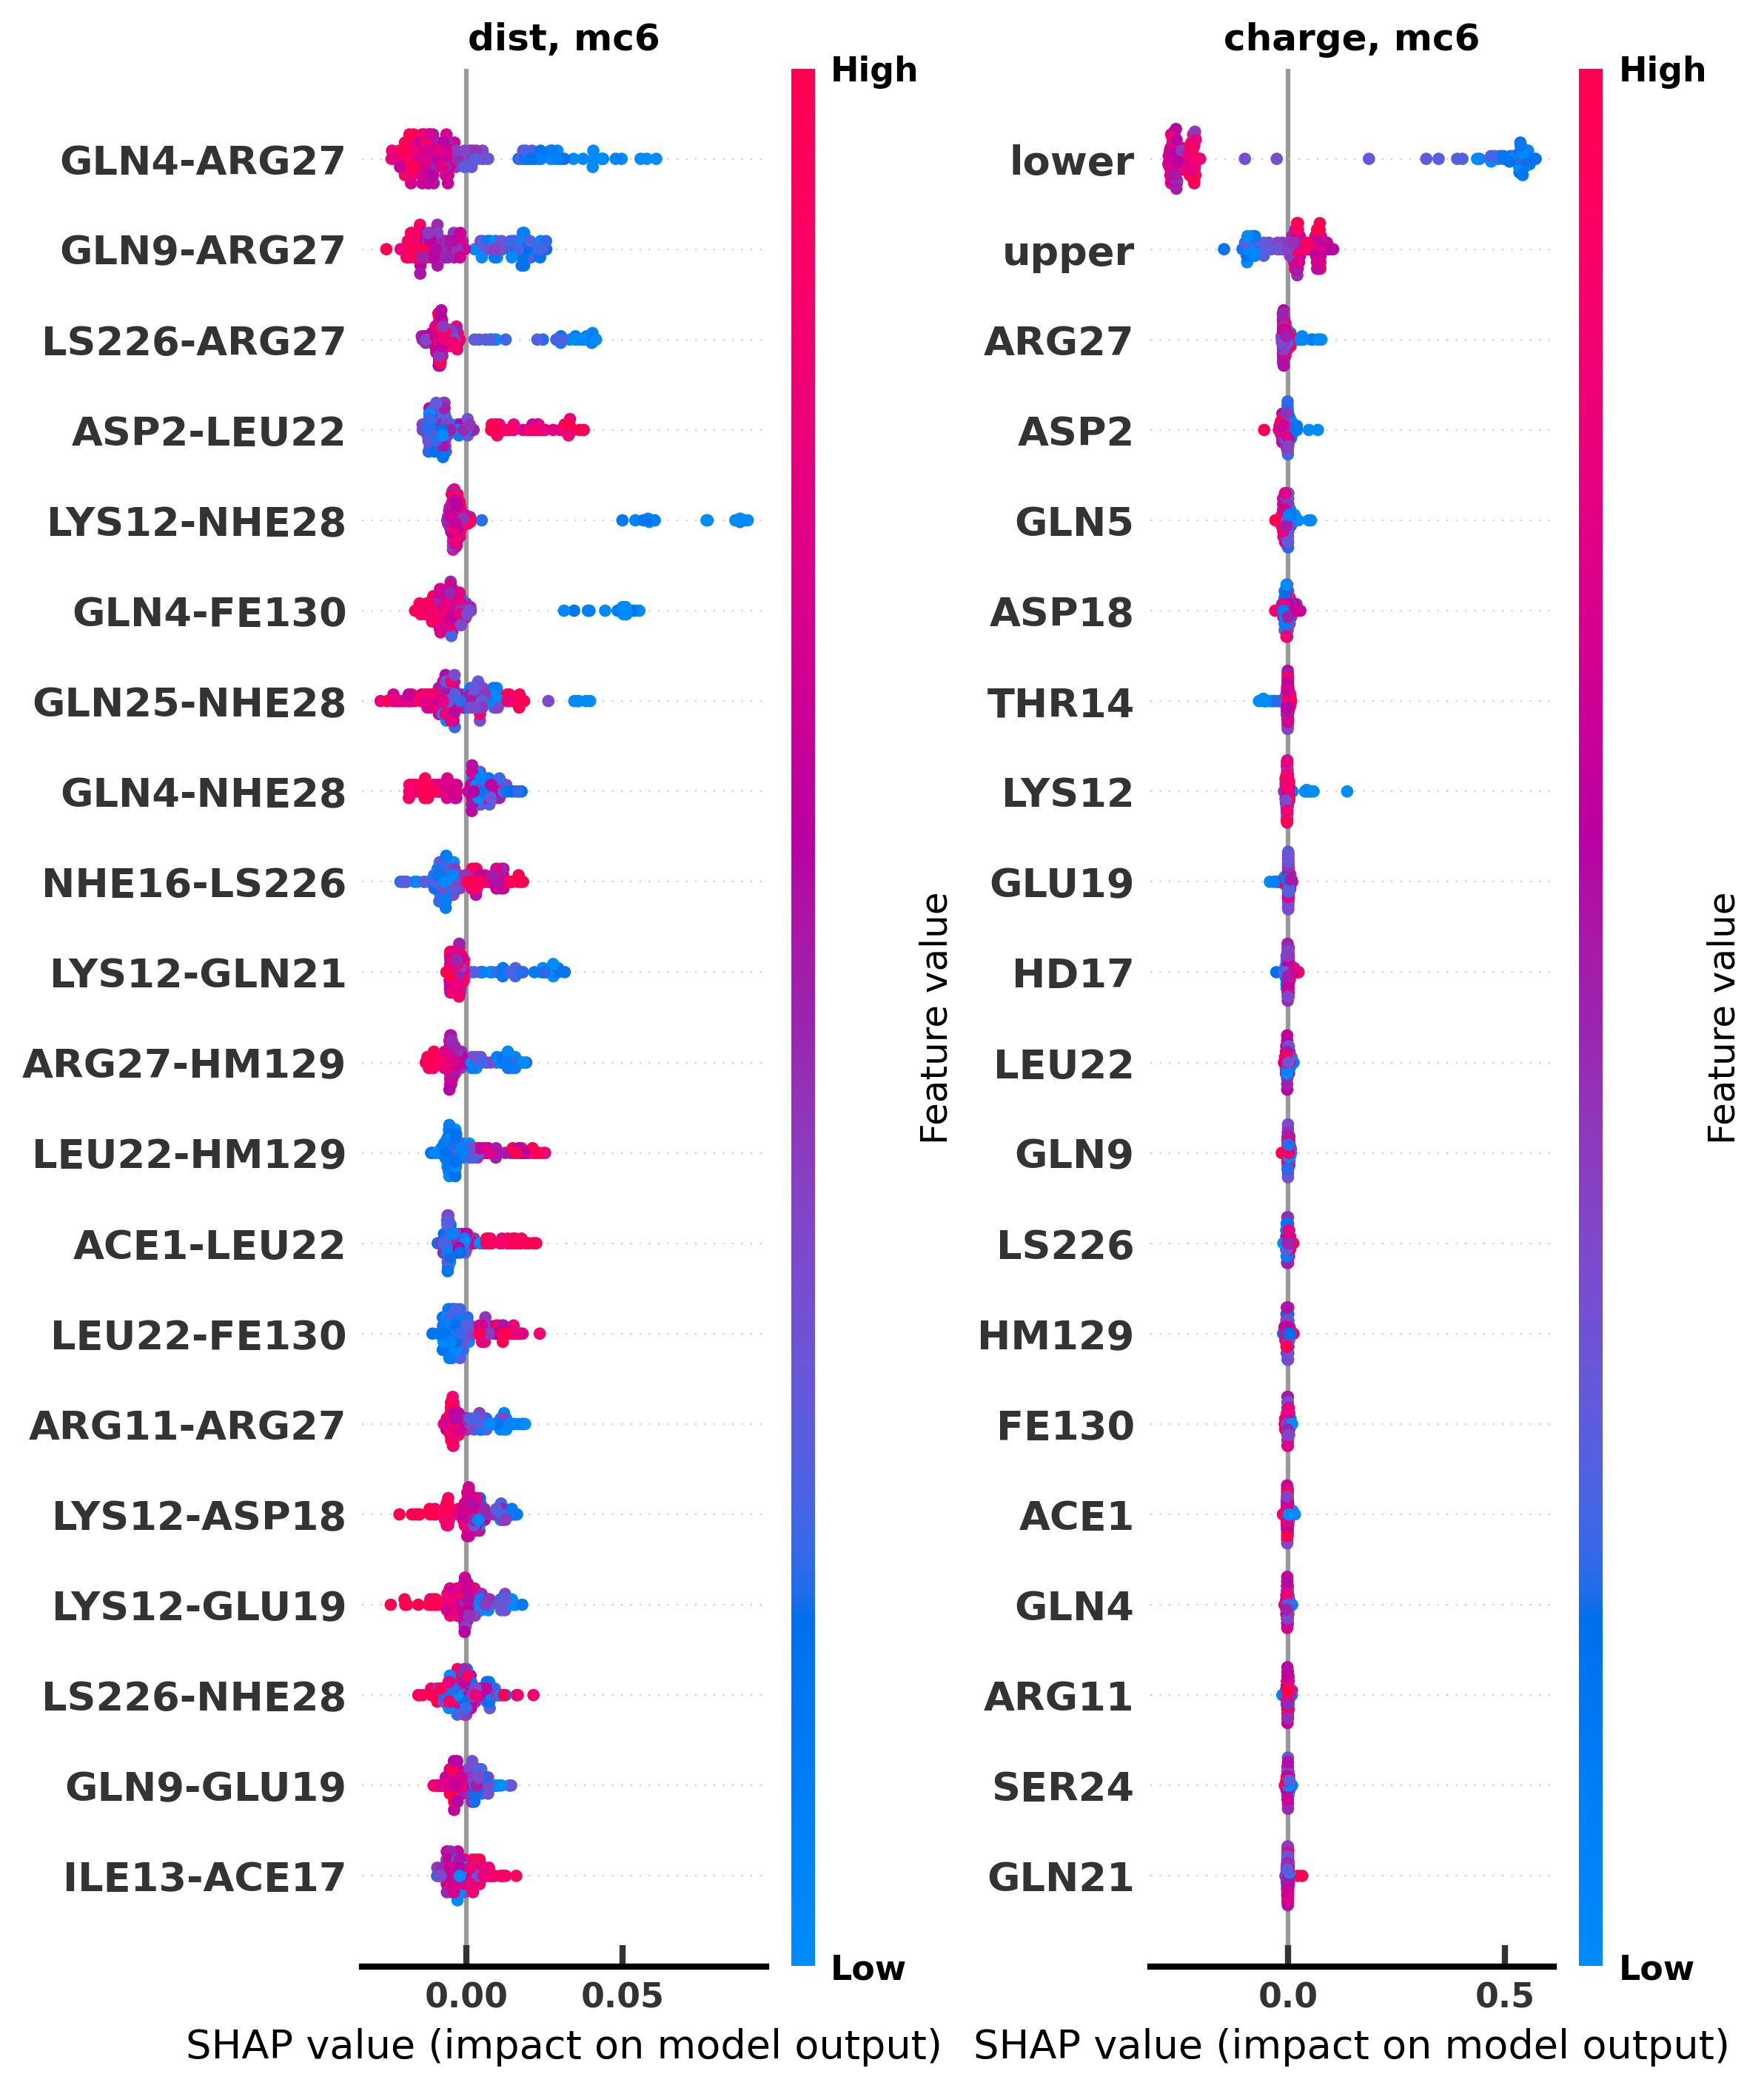 dist, mc6
High
GLN4-ARG27
GLN9-ARG27
LS226-ARG27
ASP2-LEU22
LYS12-NHE28
GLN4-FE130
GLN25-NHE28
GLN4-NHE28
NHE16-LS226
LYS12-GLN21
ARG27-HM129
LEU22-HM129
ACE1-LEU22
LEU22-FE130
ARG11-ARG27
LYS12-ASP18
LYS12-GLU19
LS226-NHE28
GLN9-GLU19
ILE13-ACE17
Feature value
Low
0.00 0.05
SHAP value (impact on model output)
charge, mc6
High
lower
upper
ARG27
ASP2
GLN5
ASP18
THR14
LYS12
GLU19
HD17
LEU22
GLN9
LS226
HM129
FE130
ACE1
GLN4
ARG11
SER24
GLN21
Feature value
Low
0.0 0.5
SHAP value (impact on model output)